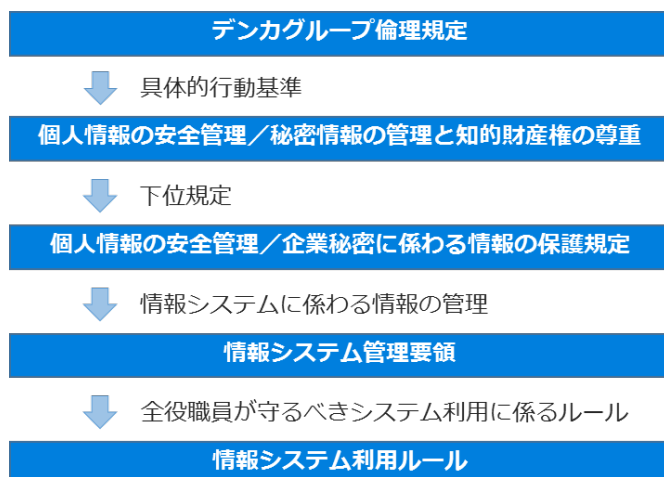 デンカグループ倫理規定
具体的行動基準
個人情報の安全管理／秘密情報の管理と知的財産権の尊重
下位規定
個人情報の安全管理／企業秘密に係わる情報の保護規定
情報システムに係わる情報の管理
情報システム管理要領
全役職員が守るべきシステム利用に係るルール
情報システム利用ルール